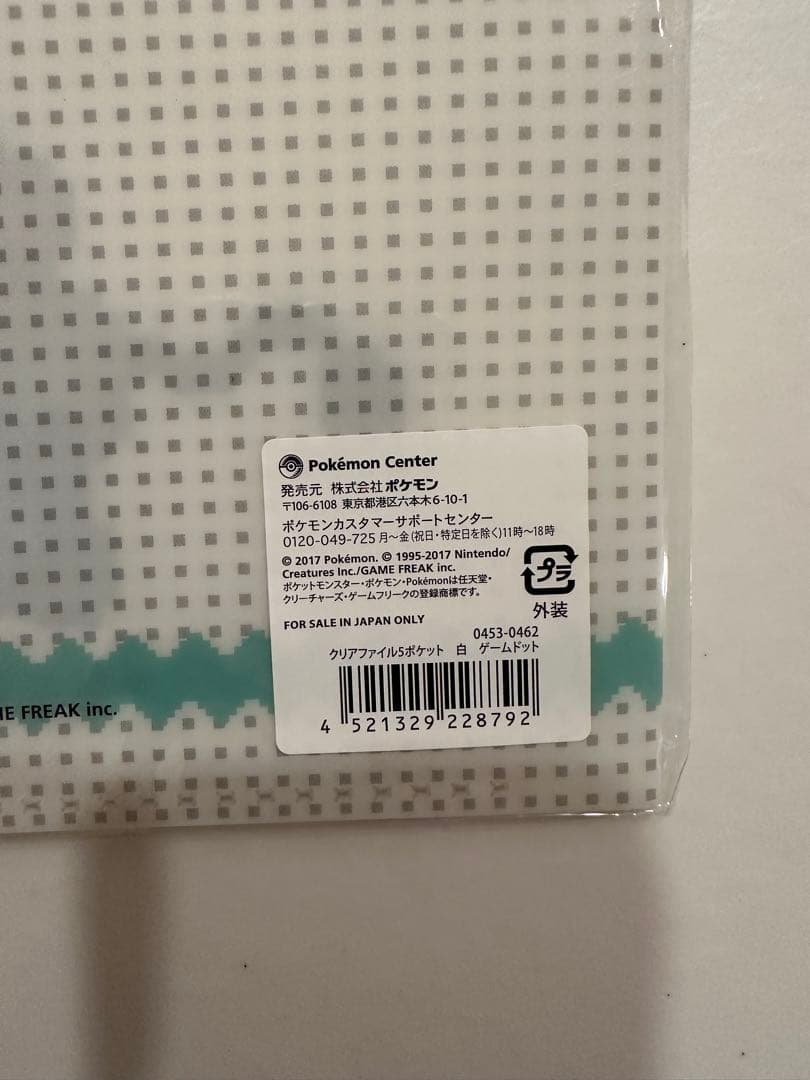 Pokémon Center
発売元 株式会社ポケモン
〒106-6108 東京都港区六本木6-10-1
ポケモンカスタマーサポートセンター
0120-049-725 月～金(祝日・特定日を除く)11時～18時
© 2017 Pokémon. © 1995-2017 Nintendo/
Creatures Inc./GAME FREAK inc.
ポケットモンスター・ポケモン・Pokémonは任天堂・
クリーチャーズ・ゲームフリークの登録商標です。
プラ
外装
FOR SALE IN JAPAN ONLY
0453-0462
クリアファイル5ポケット 白 ゲームドット
4 521329 228792
FREAK inc.